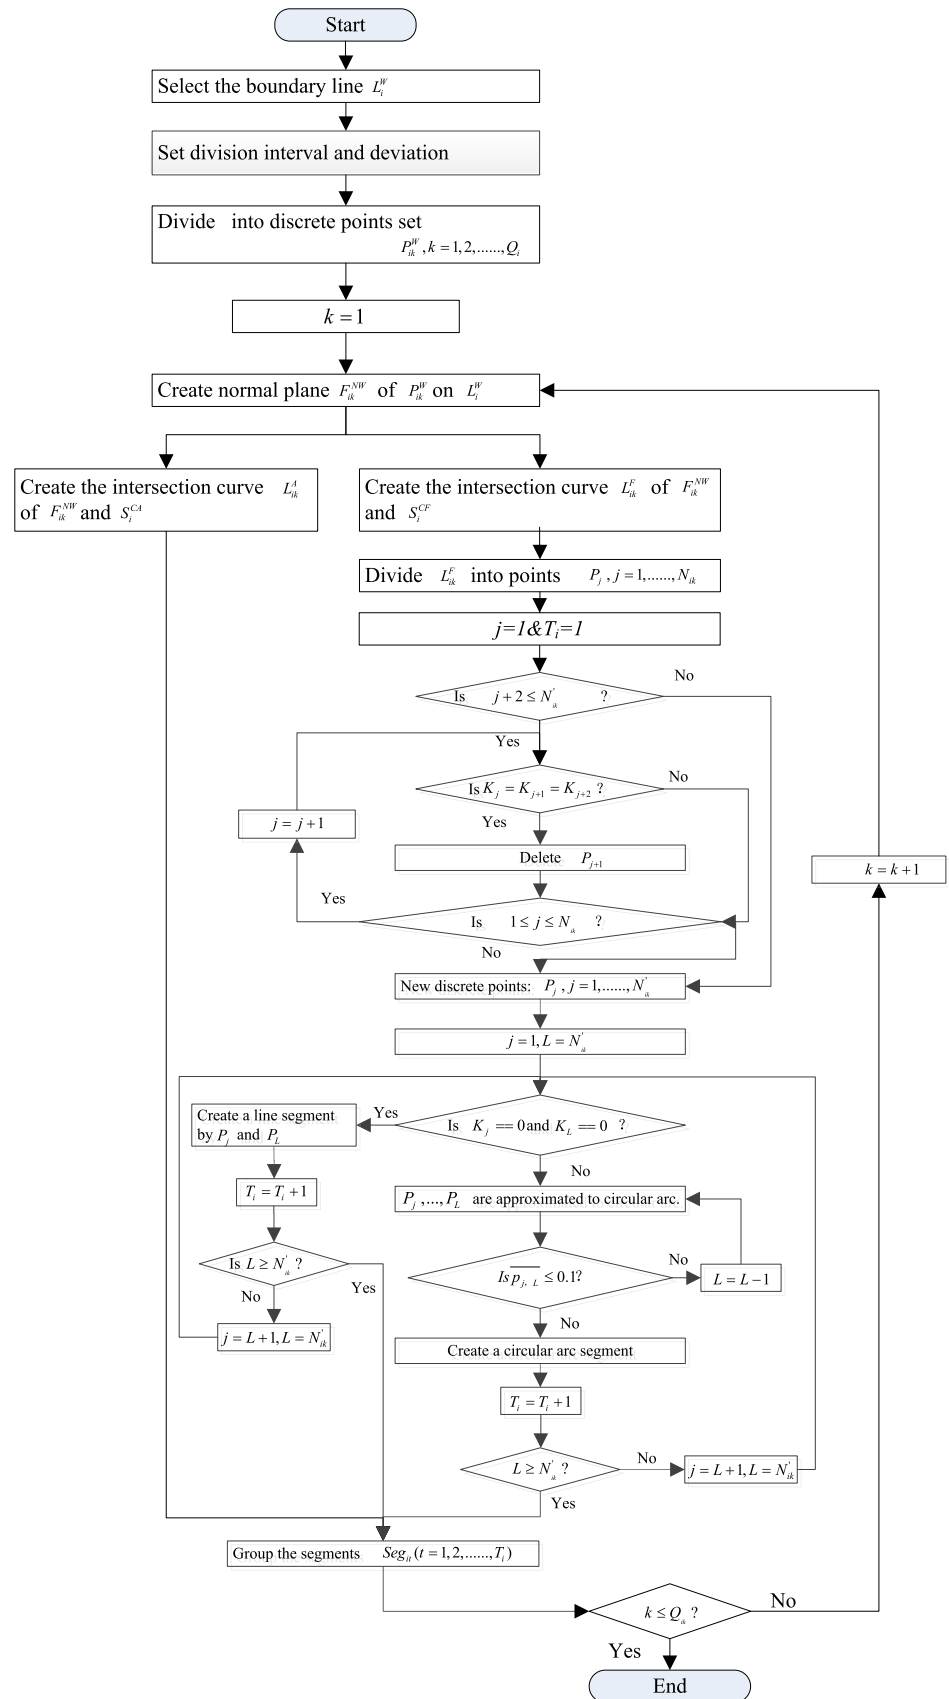 Start
Select the boundary line L_i^W
Set division interval and deviation
Divide into discrete points set
P_ik^W, k = 1, 2, ......, Q_i
k = 1
Create normal plane F_ik^NW of P_ik^W on L_i^W
Create the intersection curve L_ik^A
of F_ik^NW and S_i^CA
Create the intersection curve L_ik^F of F_ik^NW
and S_i^CF
Divide L_ik^F into points P_j, j = 1, ......, N_ik
j=1&T_i=1
Is j + 2 ≤ N'_ik ?
No
Yes
Is K_j = K_j+1 = K_j+2 ?
No
j = j + 1
Yes
Delete P_j+1
k = k + 1
Yes
Is 1 ≤ j ≤ N_ik ?
No
New discrete points: P_j, j = 1, ......, N'_ik
j = 1, L = N'_ik
Create a line segment
by P_j and P_L
Yes
Is K_j == 0 and K_L == 0 ?
No
T_i = T_i + 1
P_j, ..., P_L are approximated to circular arc.
Is L ≥ N'_ik ?
Yes
No
Is p_j, L ≤ 0.1?
No
L = L − 1
j = L + 1, L = N'_ik
No
Create a circular arc segment
T_i = T_i + 1
L ≥ N'_ik ?
No
j = L + 1, L = N'_ik
Yes
Group the segments Seg_it (t = 1, 2, ......, T_i)
k ≤ Q_ik ?
No
Yes
End